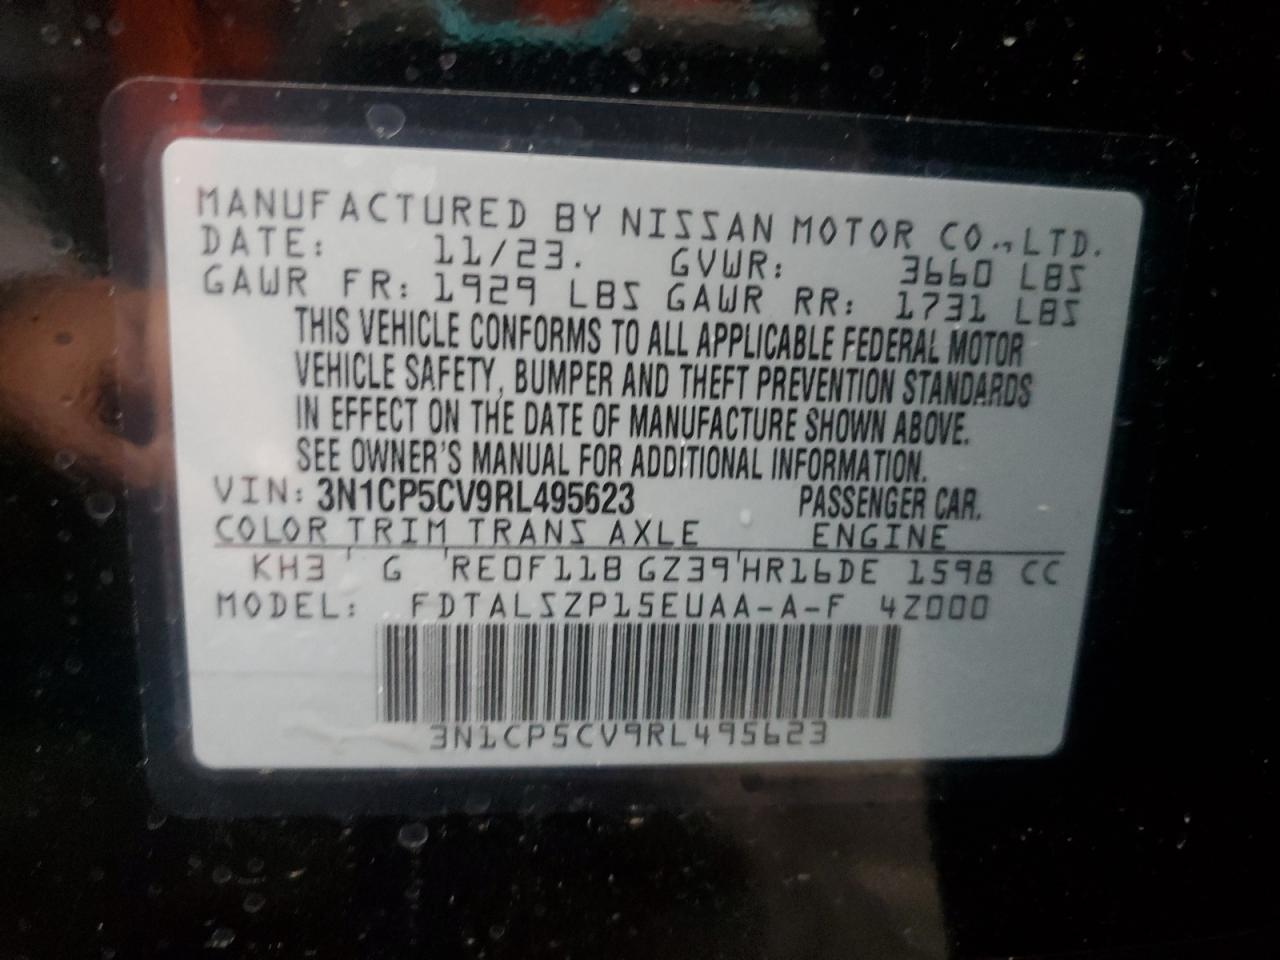 MANUFACTURED BY NISSAN MOTOR CO.,LTD.
DATE: 11/23. GVWR: 3660 LBS
GAWR FR: 1929 LBS GAWR RR: 1731 LBS
THIS VEHICLE CONFORMS TO ALL APPLICABLE FEDERAL MOTOR
VEHICLE SAFETY, BUMPER AND THEFT PREVENTION STANDARDS
IN EFFECT ON THE DATE OF MANUFACTURE SHOWN ABOVE.
SEE OWNER'S MANUAL FOR ADDITIONAL INFORMATION.
VIN: 3N1CP5CV9RL495623 PASSENGER CAR.
COLOR TRIM TRANS AXLE ENGINE
KH3 ' G 'RE0F11B GZ39'HR16DE 1598 CC
MODEL: FDTALSZP15EUAA-A-F 4Z000
3N1CP5CV9RL495623